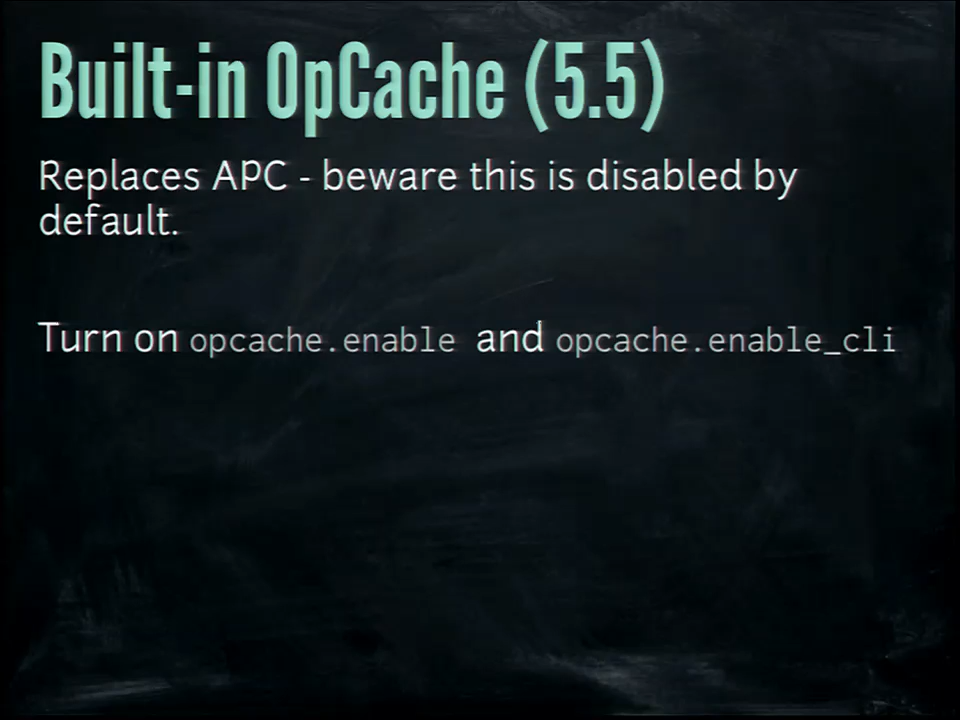 Built-in OpCache (5.5)
Replaces APC - beware this is disabled by
default.
Turn on opcache.enable and opcache.enable_cli